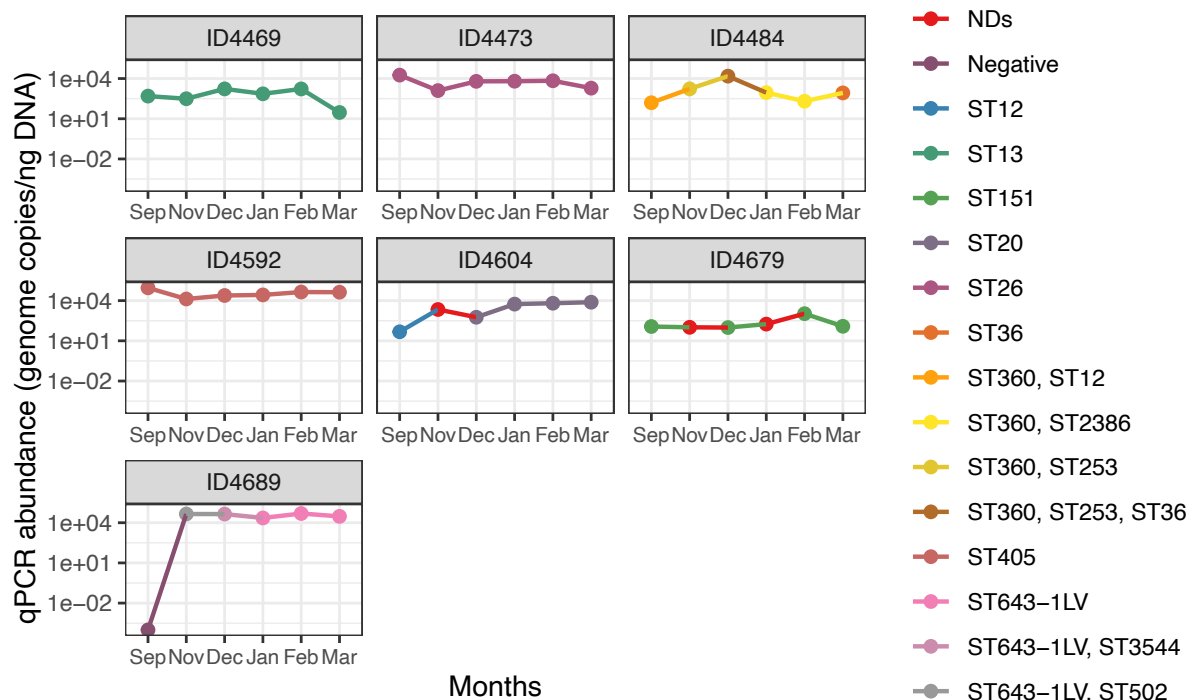 qPCR abundance (genome copies/ng DNA)
ID4469 ID4473 ID4484
1e+04
1e+01
1e−02
Sep Nov Dec Jan Feb Mar Sep Nov Dec Jan Feb Mar Sep Nov Dec Jan Feb Mar
ID4592 ID4604 ID4679
1e+04
1e+01
1e−02
Sep Nov Dec Jan Feb Mar Sep Nov Dec Jan Feb Mar Sep Nov Dec Jan Feb Mar
ID4689
1e+04
1e+01
1e−02
Sep Nov Dec Jan Feb Mar
Months
NDs
Negative
ST12
ST13
ST151
ST20
ST26
ST36
ST360, ST12
ST360, ST2386
ST360, ST253
ST360, ST253, ST36
ST405
ST643−1LV
ST643−1LV, ST3544
ST643−1LV, ST502